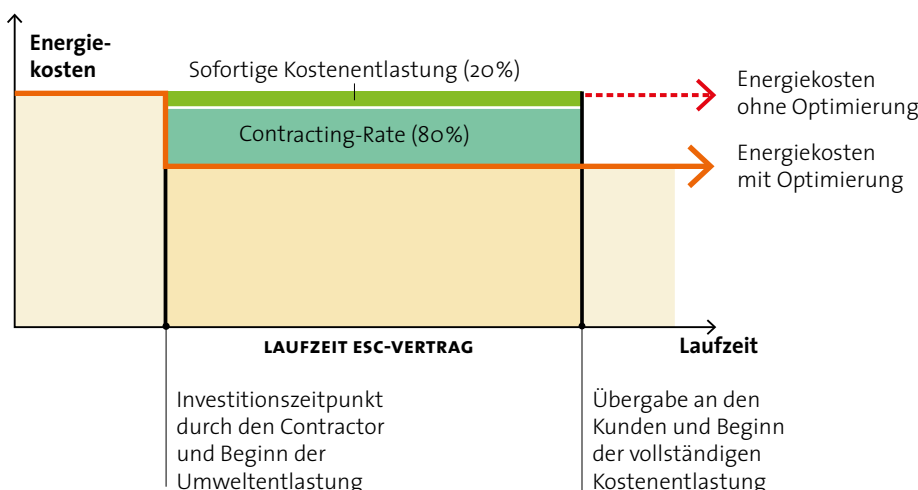 Energie-
kosten
Sofortige Kostenentlastung (20%)
Contracting-Rate (80%)
Energiekosten
ohne Optimierung
Energiekosten
mit Optimierung
LAUFZEIT ESC-VERTRAG
Laufzeit
Investitionszeitpunkt
durch den Contractor
und Beginn der
Umweltentlastung
Übergabe an den
Kunden und Beginn
der vollständigen
Kostenentlastung